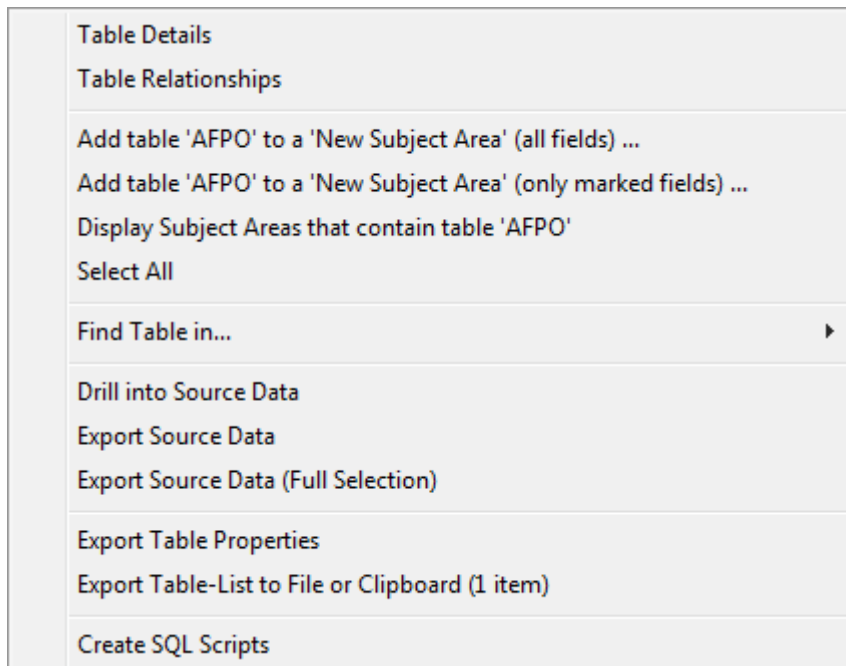 Table Details
Table Relationships
Add table 'AFPO' to a 'New Subject Area' (all fields) ...
Add table 'AFPO' to a 'New Subject Area' (only marked fields) ...
Display Subject Areas that contain table 'AFPO'
Select All
Find Table in...
Drill into Source Data
Export Source Data
Export Source Data (Full Selection)
Export Table Properties
Export Table-List to File or Clipboard (1 item)
Create SQL Scripts